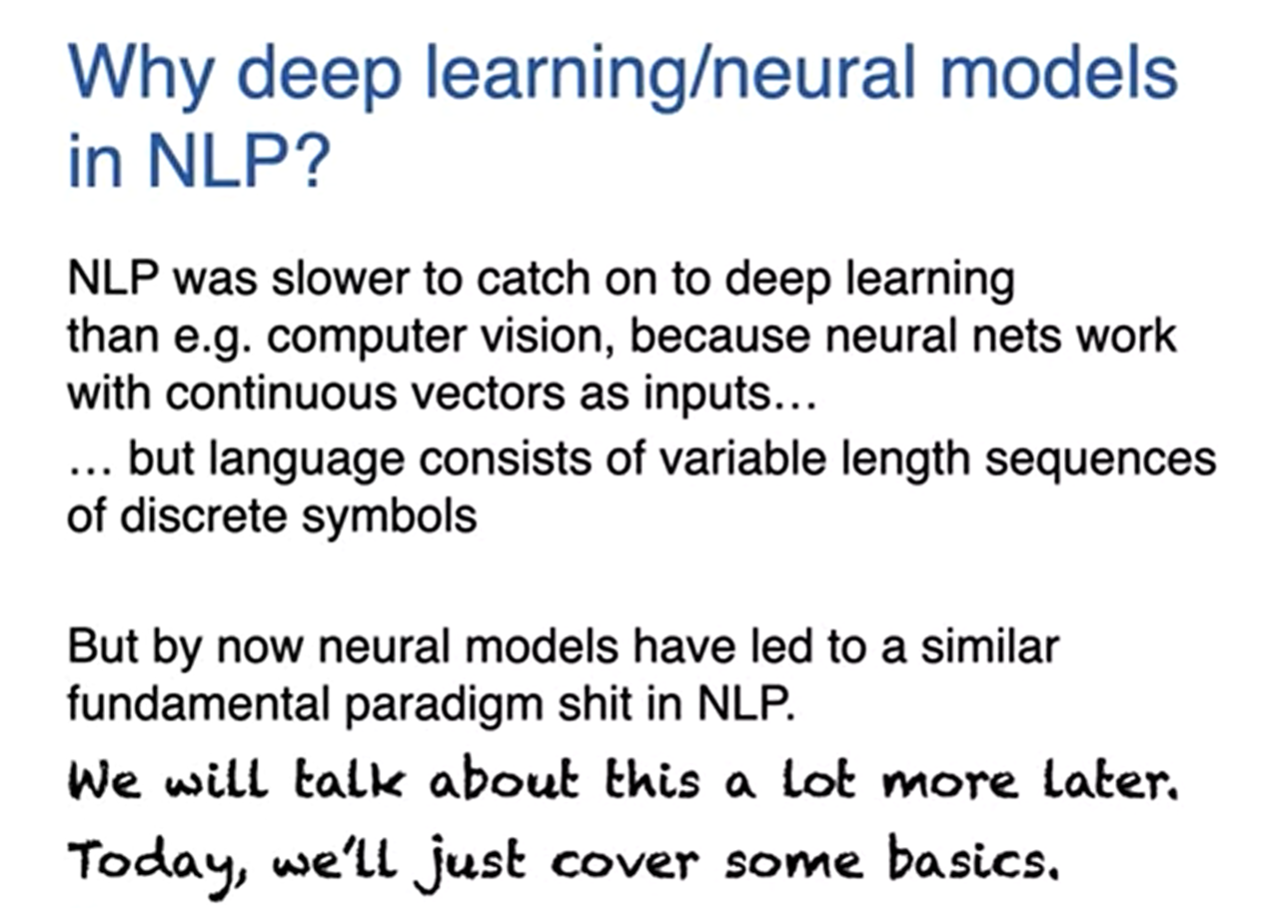 Why deep learning/neural models
in NLP?
NLP was slower to catch on to deep learning
than e.g. computer vision, because neural nets work
with continuous vectors as inputs…
… but language consists of variable length sequences
of discrete symbols
But by now neural models have led to a similar
fundamental paradigm shit in NLP.
We will talk about this a lot more later.
Today, we'll just cover some basics.